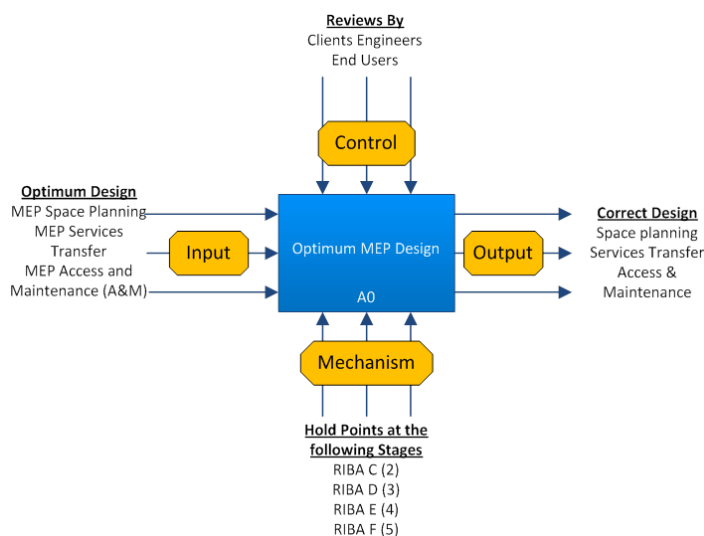 Reviews By
Clients Engineers
End Users
Control
Optimum Design
MEP Space Planning
MEP Services
Transfer
MEP Access and
Maintenance (A&M)
Input
Optimum MEP Design
A0
Output
Correct Design
Space planning
Services Transfer
Access &
Maintenance
Mechanism
Hold Points at the
following Stages
RIBA C (2)
RIBA D (3)
RIBA E (4)
RIBA F (5)